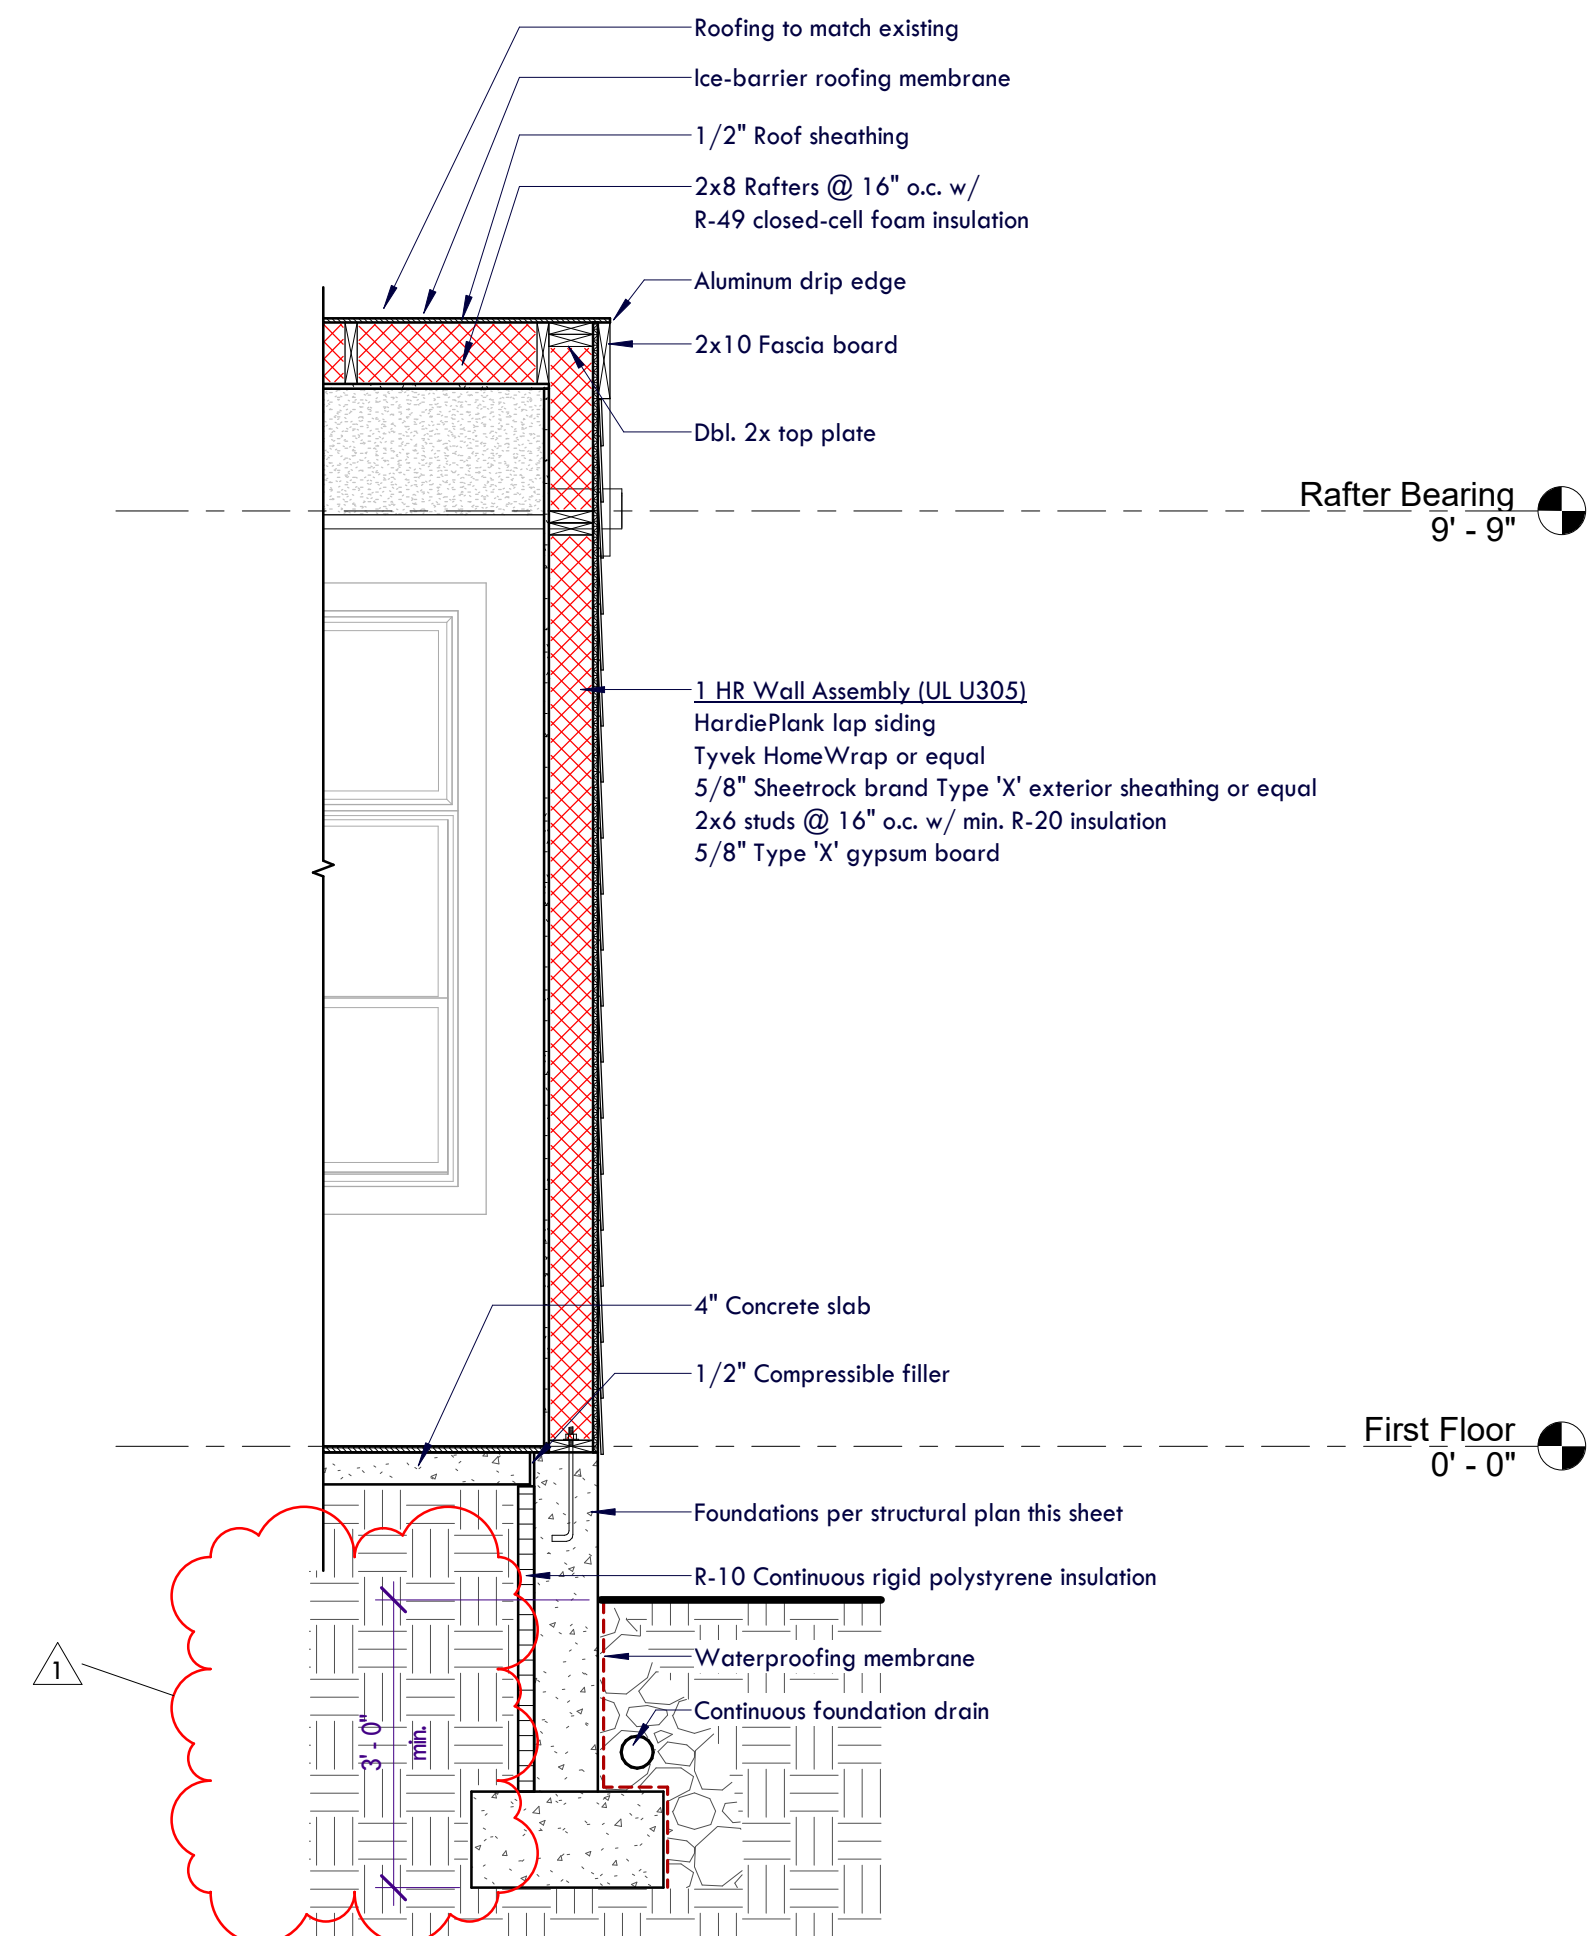 Roofing to match existing
Ice-barrier roofing membrane
1/2" Roof sheathing
2x8 Rafters @ 16" o.c. w/
R-49 closed-cell foam insulation
Aluminum drip edge
2x10 Fascia board
Dbl. 2x top plate
Rafter Bearing
9' - 9"
1 HR Wall Assembly (UL U305)
HardiePlank lap siding
Tyvek HomeWrap or equal
5/8" Sheetrock brand Type 'X' exterior sheathing or equal
2x6 studs @ 16" o.c. w/ min. R-20 insulation
5/8" Type 'X' gypsum board
4" Concrete slab
1/2" Compressible filler
First Floor
0' - 0"
Foundations per structural plan this sheet
R-10 Continuous rigid polystyrene insulation
Waterproofing membrane
1
Continuous foundation drain
3' - 0"
min.